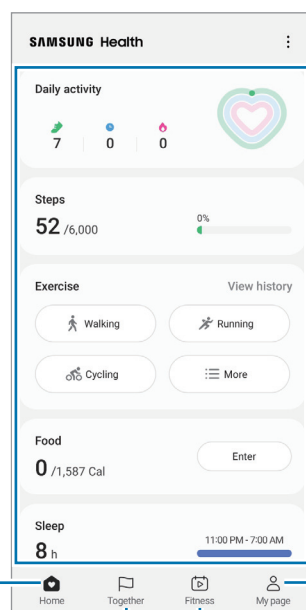 SAMSUNG Health
Daily activity
7 0 0
Steps
52 /6,000
0%
Exercise View history
Walking Running
Cycling More
Food
0 /1,587 Cal
Enter
Sleep
8 h
11:00 PM - 7:00 AM
Home Together Fitness My page